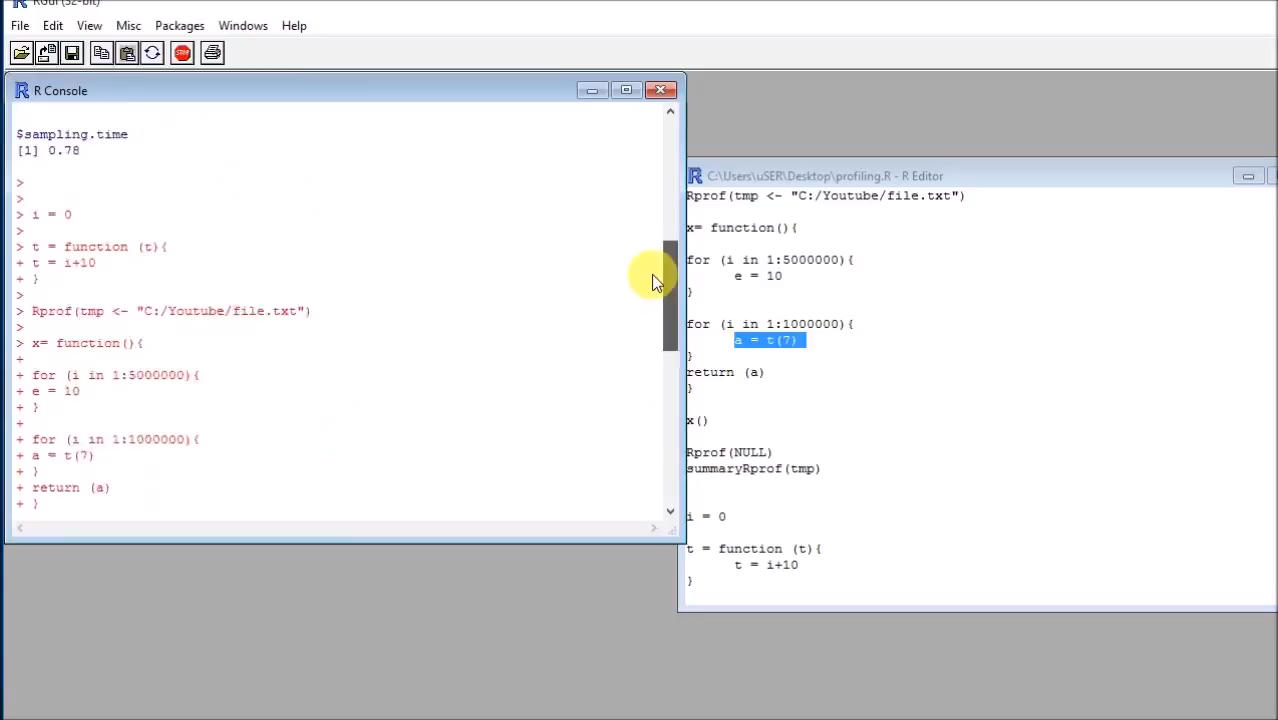 RGui (32-bit)
File Edit View Misc Packages Windows Help
STOP
R Console
$sampling.time
[1] 0.78
>
>
> i = 0
>
> t = function (t){
+ t = i+10
+ }
>
> Rprof(tmp <- "C:/Youtube/file.txt")
>
> x= function(){
+
+ for (i in 1:5000000){
+ e = 10
+ }
+
+ for (i in 1:1000000){
+ a = t(7)
+ }
+ return (a)
+ }
C:\Users\uSER\Desktop\profiling.R - R Editor
Rprof(tmp <- "C:/Youtube/file.txt")
x= function(){
for (i in 1:5000000){
e = 10
}
for (i in 1:1000000){
a = t(7)
}
return (a)
}
x()
Rprof(NULL)
summaryRprof(tmp)
i = 0
t = function (t){
t = i+10
}